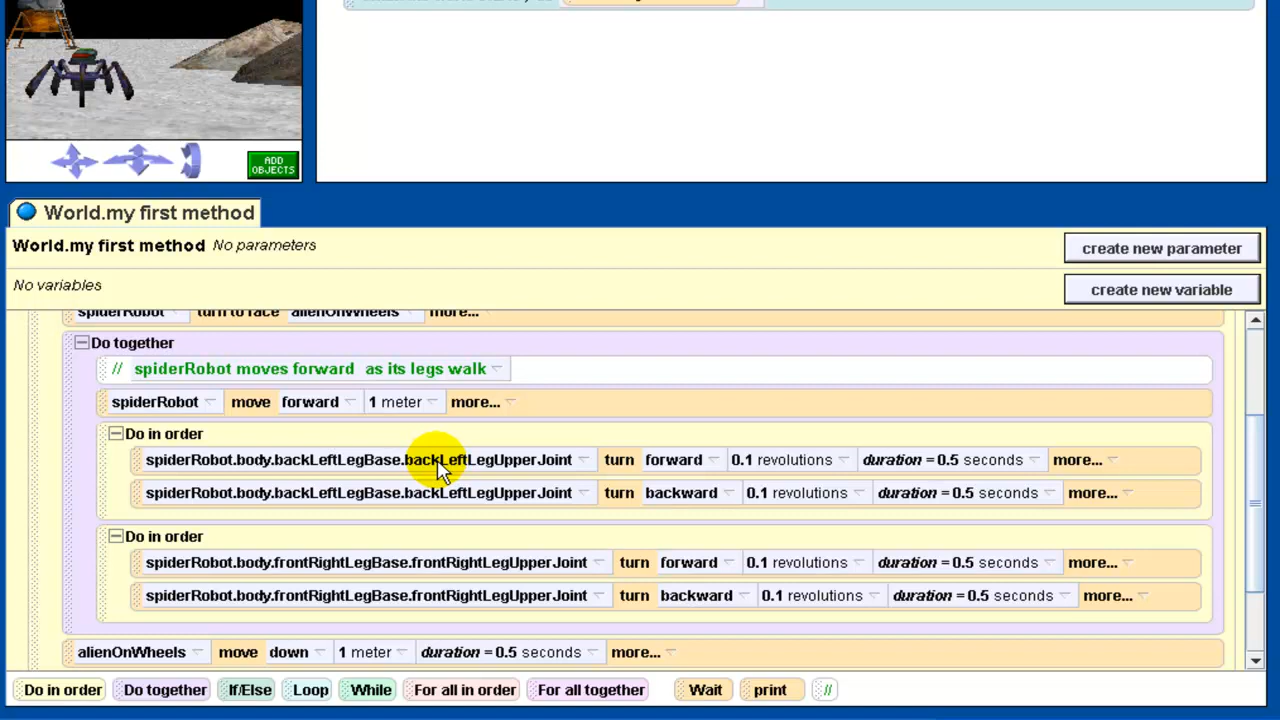 ADD
OBJECTS
World.my first method
World.my first method No parameters
create new parameter
No variables
create new variable
spiderRobot turn to face alienOnWheels more...
Do together
// spiderRobot moves forward as its legs walk
spiderRobot move forward 1 meter more...
Do in order
spiderRobot.body.backLeftLegBase.backLeftLegUpperJoint turn forward 0.1 revolutions duration = 0.5 seconds more...
spiderRobot.body.backLeftLegBase.backLeftLegUpperJoint turn backward 0.1 revolutions duration = 0.5 seconds more...
Do in order
spiderRobot.body.frontRightLegBase.frontRightLegUpperJoint turn forward 0.1 revolutions duration = 0.5 seconds more...
spiderRobot.body.frontRightLegBase.frontRightLegUpperJoint turn backward 0.1 revolutions duration = 0.5 seconds more...
alienOnWheels move down 1 meter duration = 0.5 seconds more...
Do in order Do together If/Else Loop While For all in order For all together Wait print //